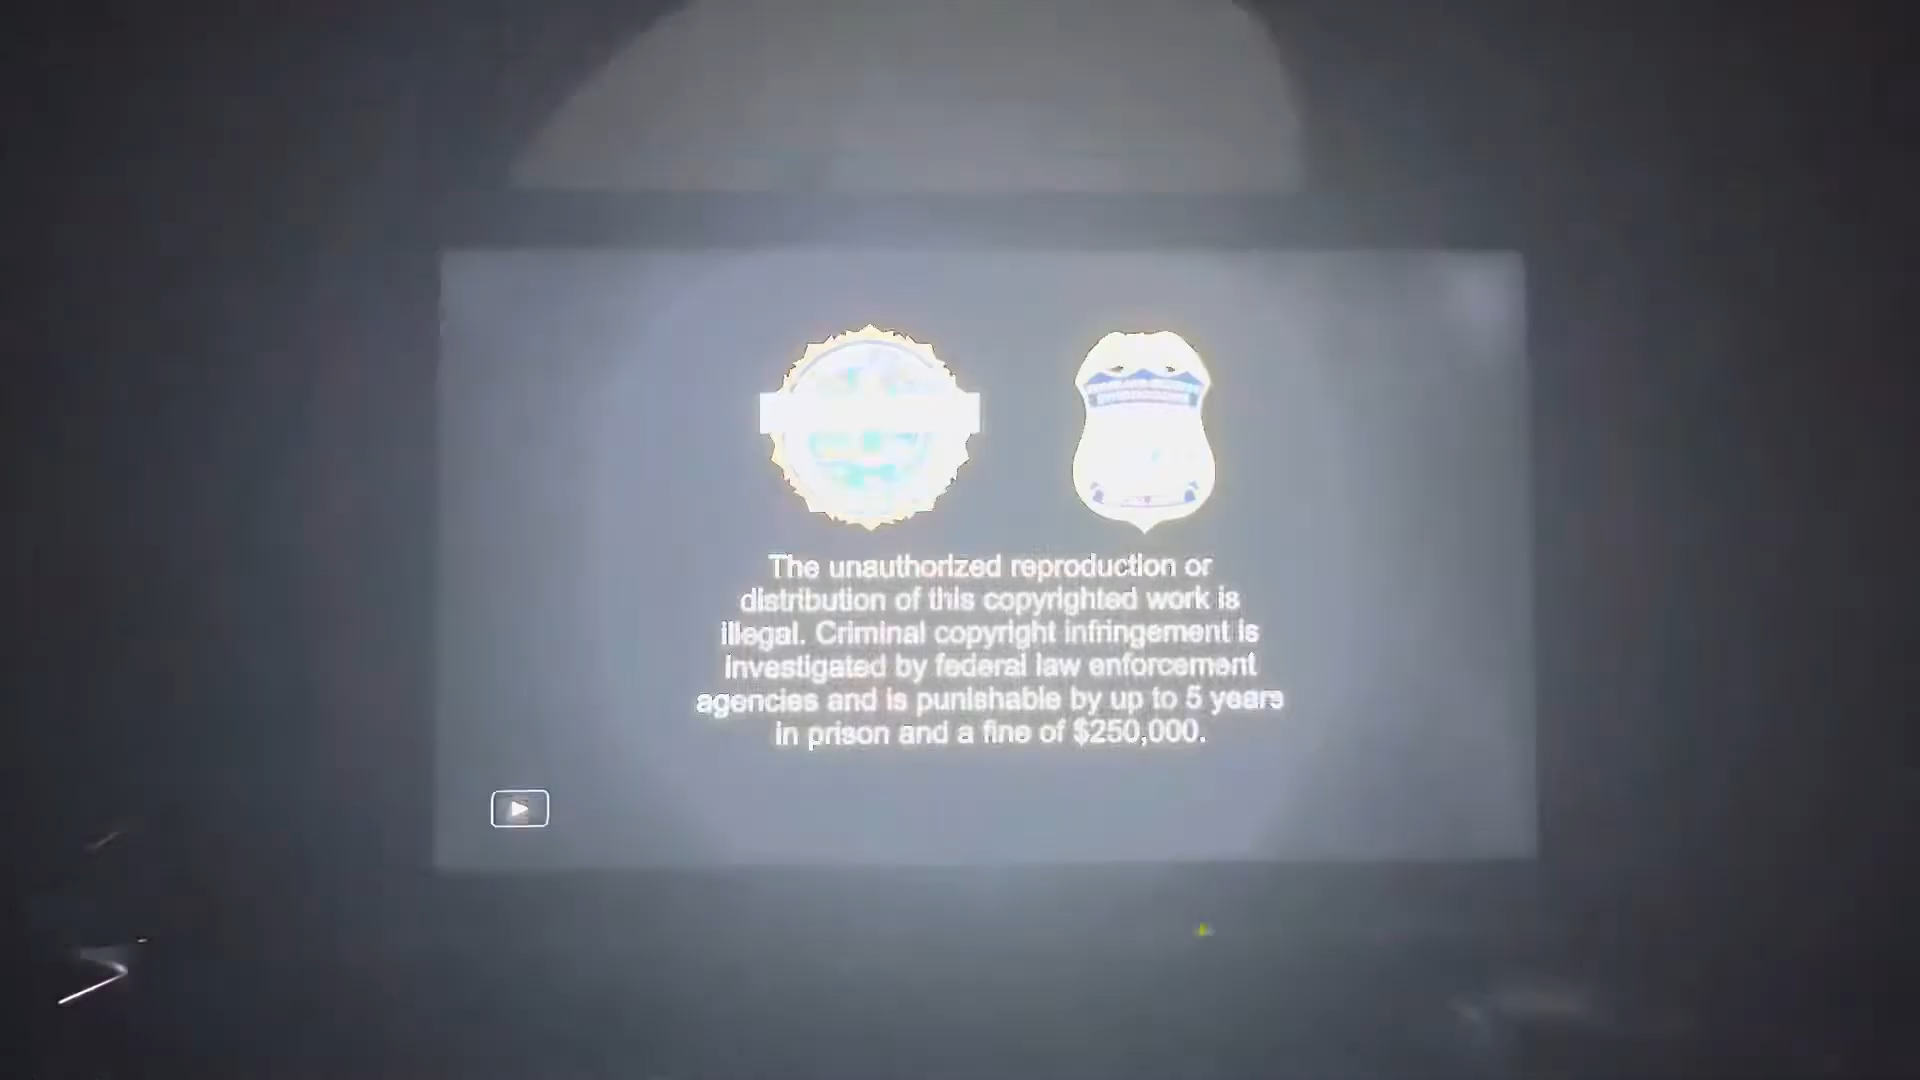 The unauthorized reproduction or
distribution of this copyrighted work is
illegal. Criminal copyright infringement is
investigated by federal law enforcement
agencies and is punishable by up to 5 years
in prison and a fine of $250,000.